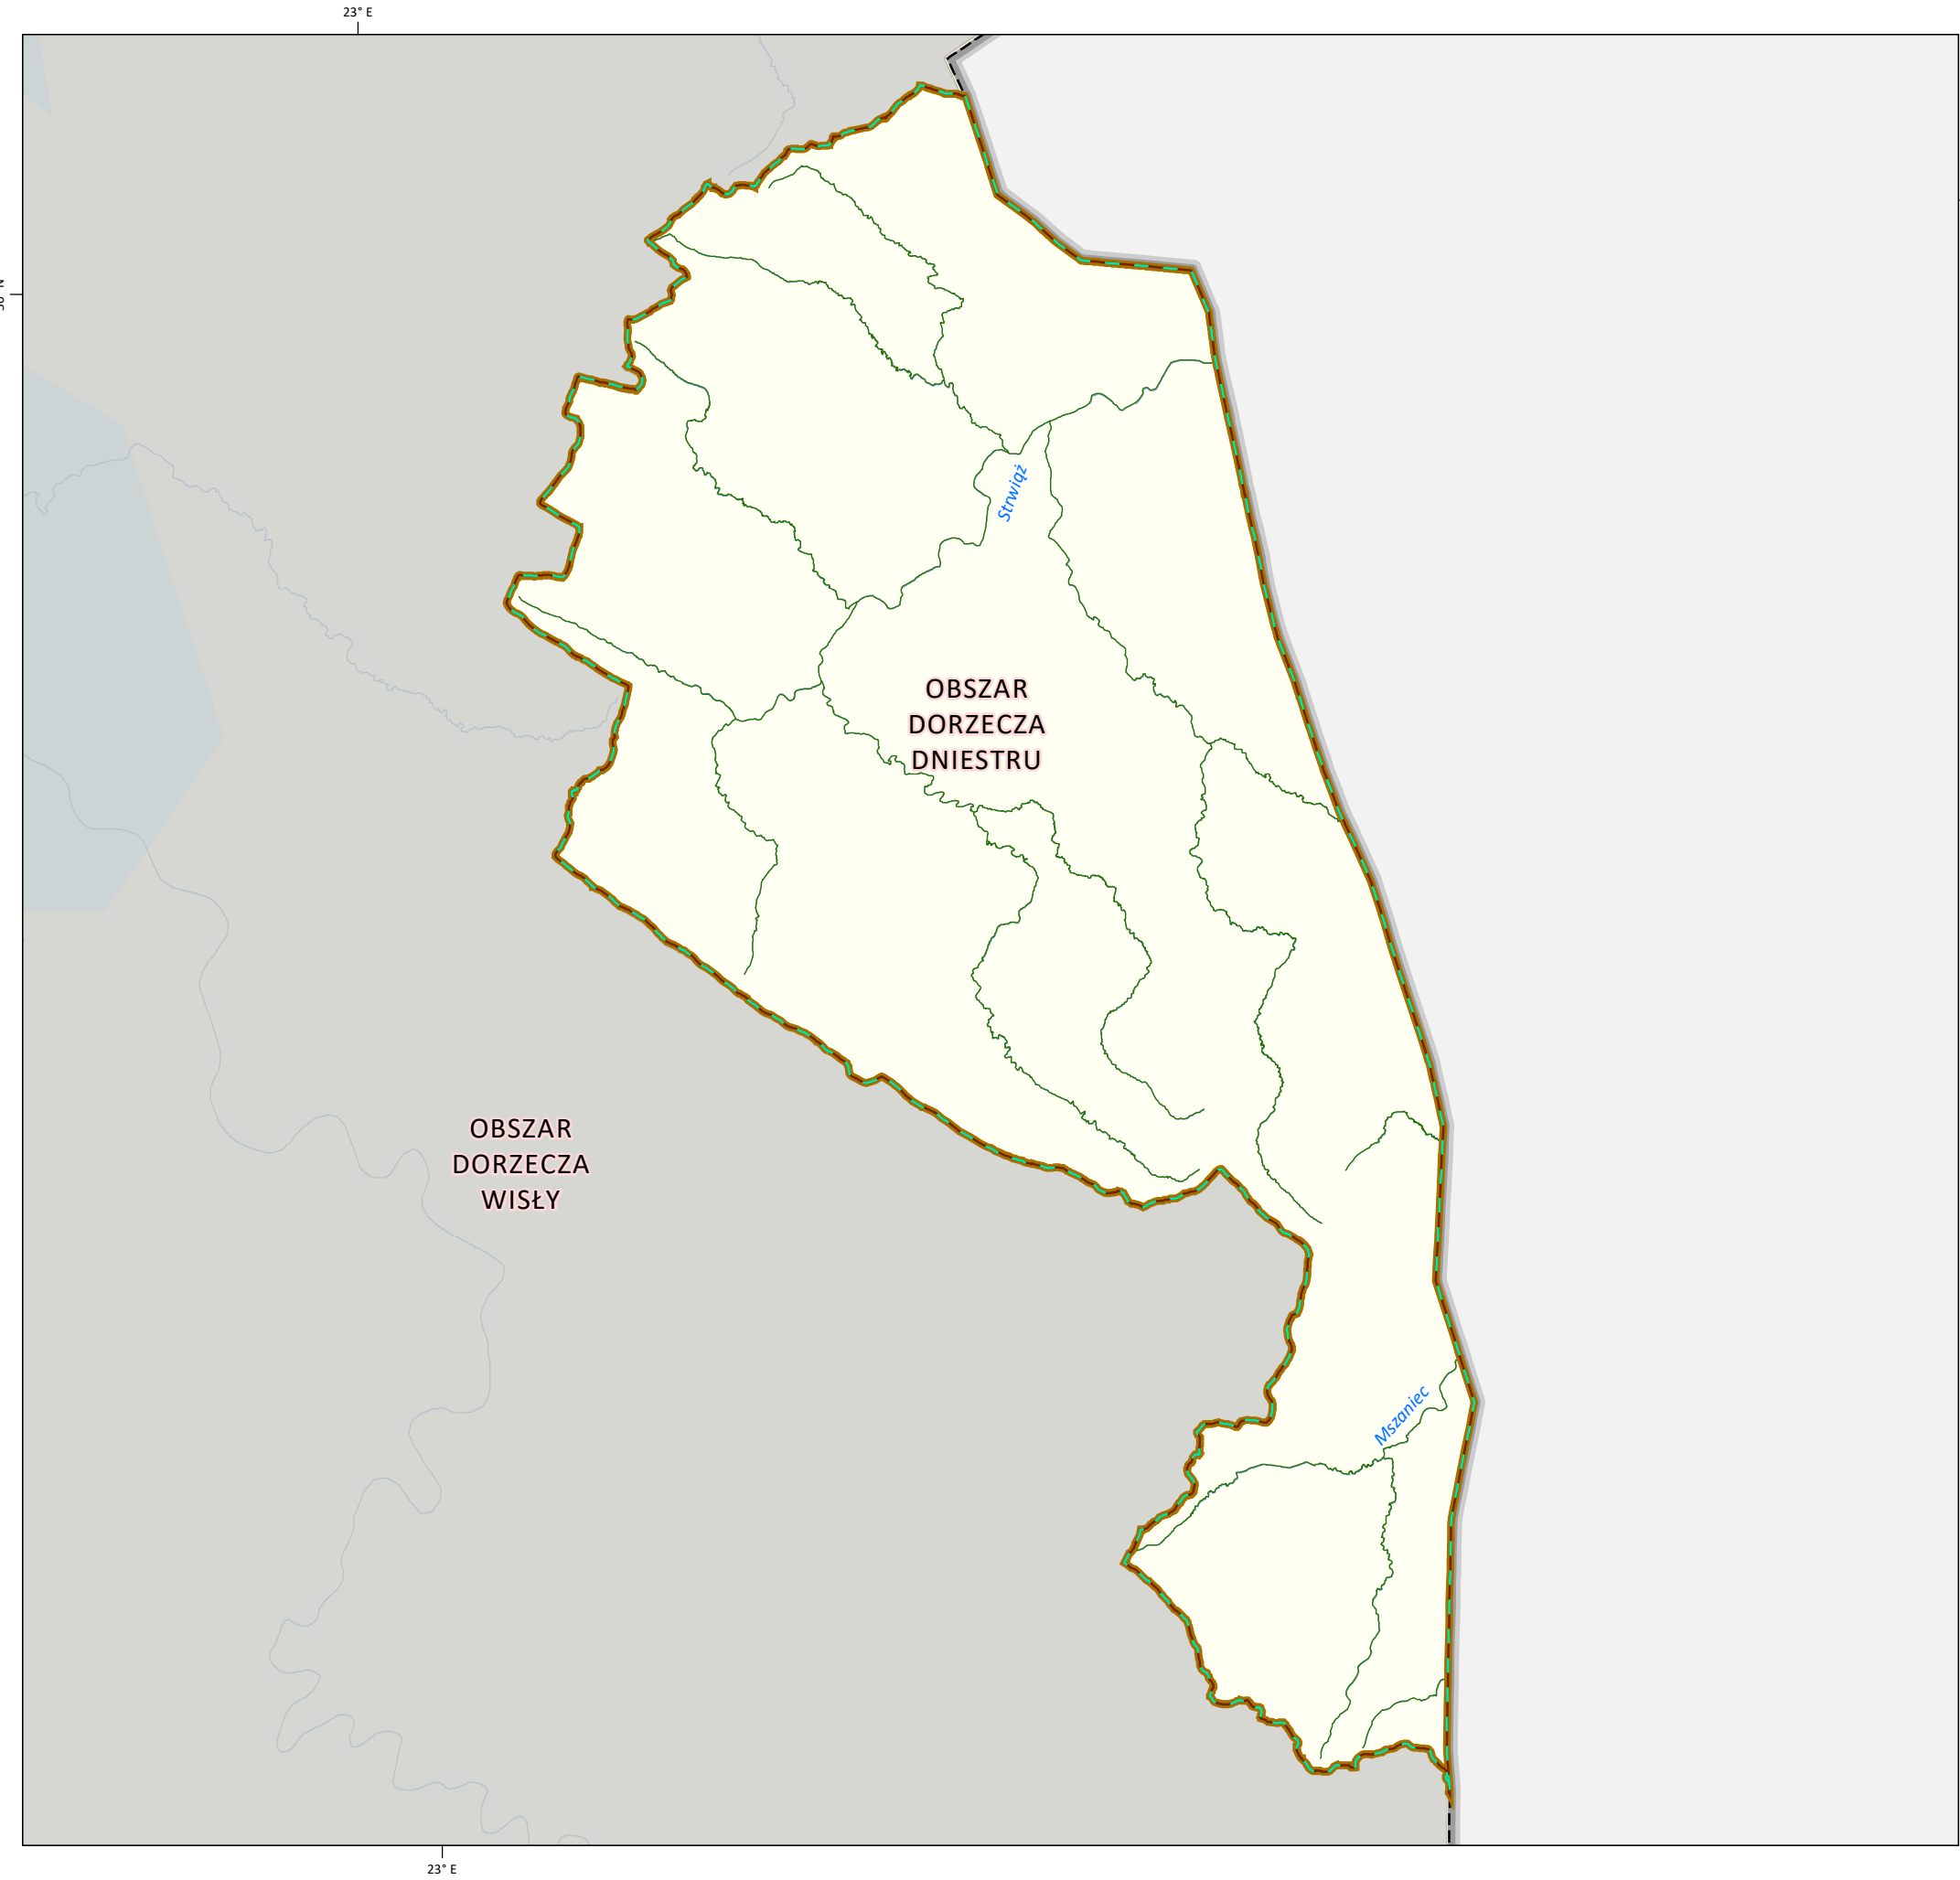 23° E
Strwiąż
OBSZAR
DORZECZA
DNIESTRU
OBSZAR
DORZECZA
WISŁY
Mszaniec
23° E